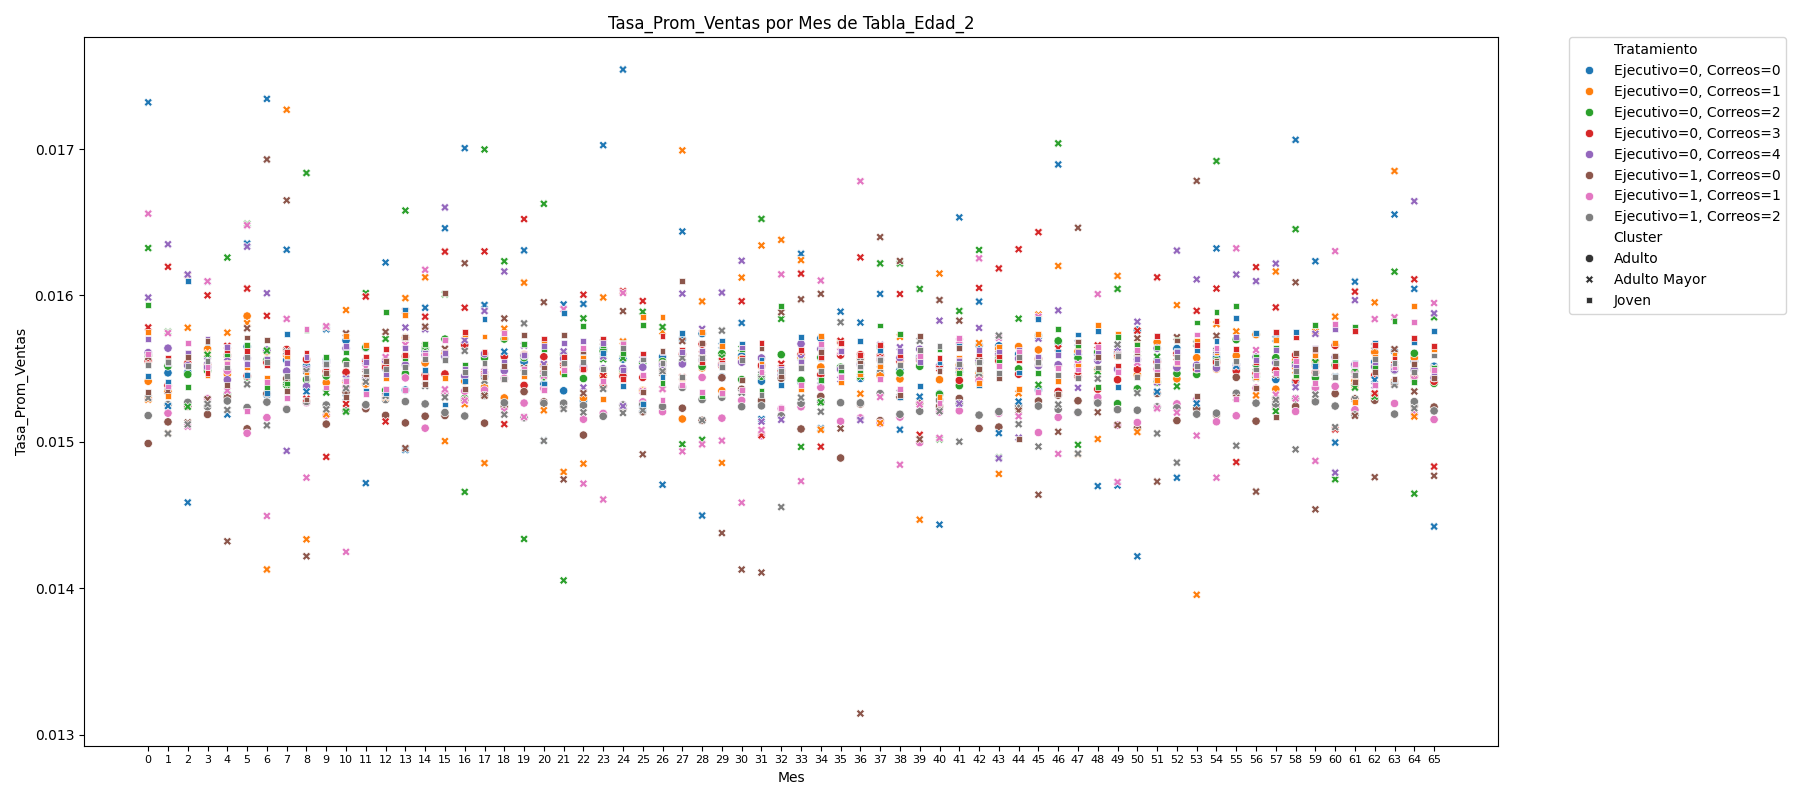 Tasa_Prom_Ventas por Mes de Tabla_Edad_2
Tasa_Prom_Ventas
0.017
0.016
0.015
0.014
0.013
0 1 2 3 4 5 6 7 8 9 10 11 12 13 14 15 16 17 18 19 20 21 22 23 24 25 26 27 28 29 30 31 32 33 34 35 36 37 38 39 40 41 42 43 44 45 46 47 48 49 50 51 52 53 54 55 56 57 58 59 60 61 62 63 64 65
Mes
Tratamiento
Ejecutivo=0, Correos=0
Ejecutivo=0, Correos=1
Ejecutivo=0, Correos=2
Ejecutivo=0, Correos=3
Ejecutivo=0, Correos=4
Ejecutivo=1, Correos=0
Ejecutivo=1, Correos=1
Ejecutivo=1, Correos=2
Cluster
Adulto
Adulto Mayor
Joven